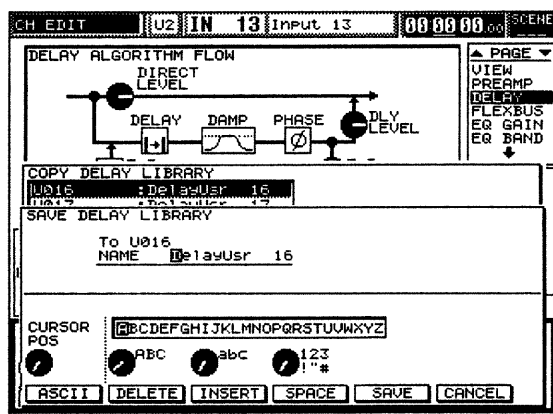 CH EDIT U2 IN 13 Input 13 00:00:00.00 SCENE
DELAY ALGORITHM FLOW
DIRECT
LEVEL
DELAY DAMP PHASE
DLY
LEVEL
▲ PAGE ▼
VIEW
PREAMP
DELAY
FLEXBUS
EQ GAIN
EQ BAND
COPY DELAY LIBRARY
U016 :DelayUsr 16
U017 :DelayUsr 17
SAVE DELAY LIBRARY
To U016
NAME DelayUsr 16
CURSOR
POS
ABCDEFGHIJKLMNOPQRSTUVWXYZ
ABC abc 123
!"#
ASCII DELETE INSERT SPACE SAVE CANCEL